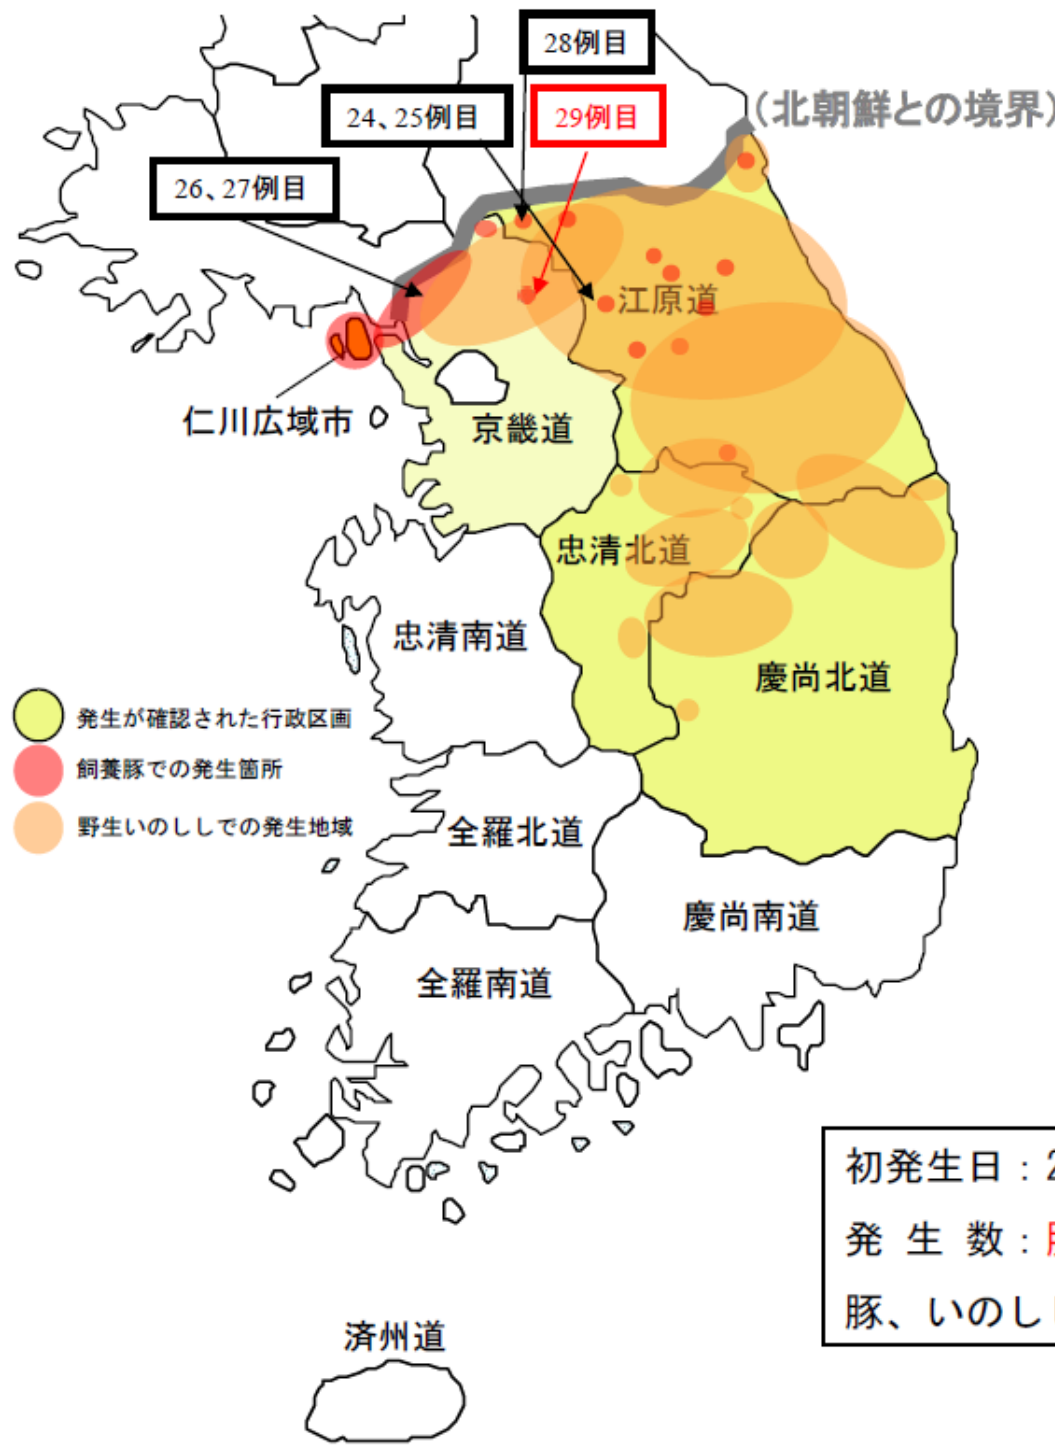 28例目
(北朝鮮との境界)
24、25例目
29例目
26、27例目
江原道
仁川広域市
京畿道
忠清北道
忠清南道
慶尚北道
発生が確認された行政区画
飼養豚での発生箇所
野生いのししでの発生地域
全羅北道
慶尚南道
全羅南道
初発生日：2
発生数：
豚、いのし
済州道